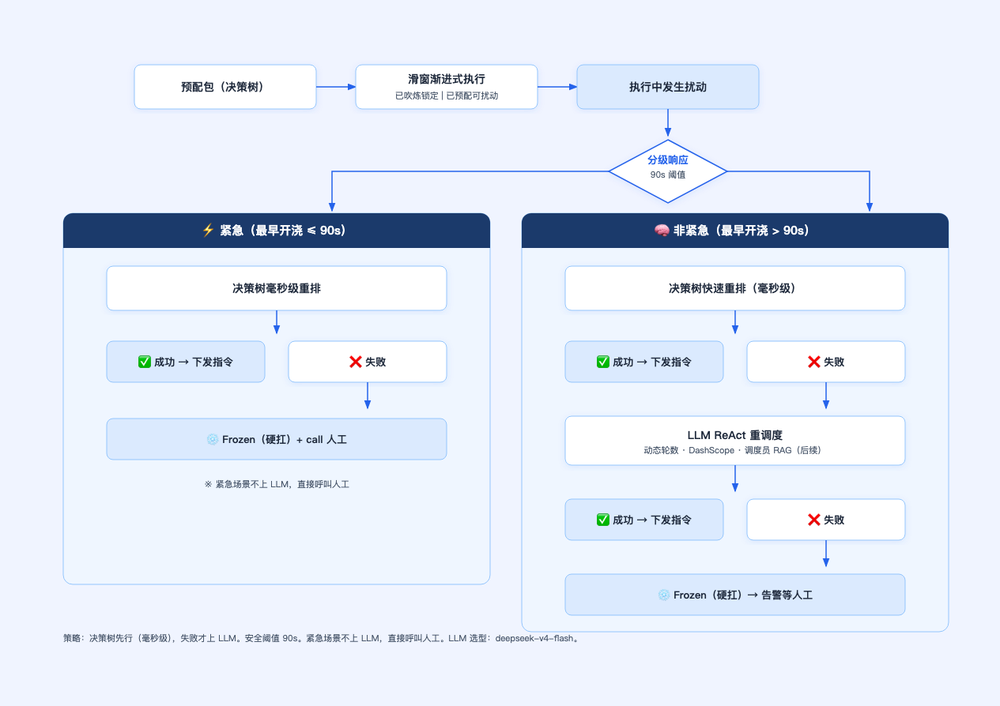 预配包（决策树）
滑窗渐进式执行
已吹炼锁定 | 已预配可扰动
执行中发生扰动
分级响应
90s 阈值
⚡ 紧急（最早开浇 ≤ 90s）
决策树毫秒级重排
✅ 成功 → 下发指令
❌ 失败
❄️ Frozen（硬扛）+ call 人工
※ 紧急场景不上 LLM，直接呼叫人工
🧠 非紧急（最早开浇 > 90s）
决策树快速重排（毫秒级）
✅ 成功 → 下发指令
❌ 失败
LLM ReAct 重调度
动态轮数 · DashScope · 调度员 RAG（后续）
✅ 成功 → 下发指令
❌ 失败
❄️ Frozen（硬扛）→ 告警等人工
策略：决策树先行（毫秒级），失败才上 LLM。安全阈值 90s。紧急场景不上 LLM，直接呼叫人工。LLM 选型：deepseek-v4-flash。